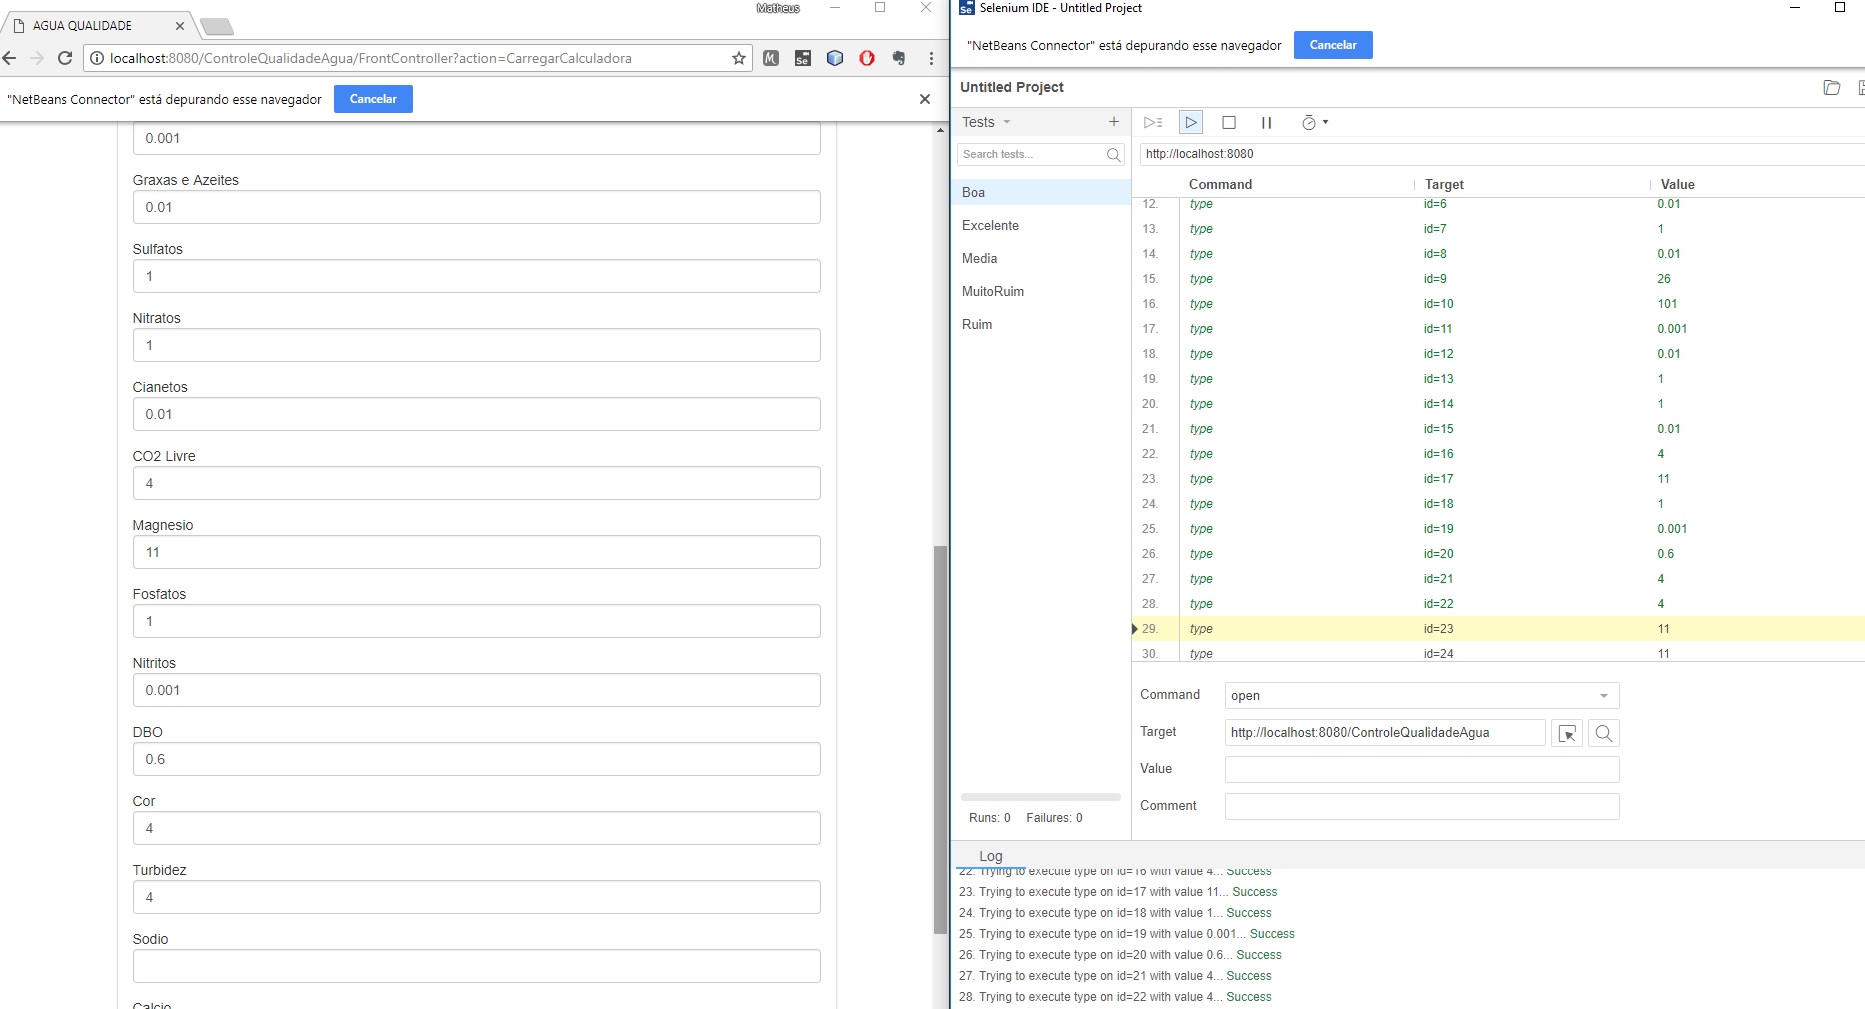 AGUA QUALIDADE
Matheus
localhost:8080/ControleQualidadeAgua/FrontController?action=CarregarCalculadora
"NetBeans Connector" está depurando esse navegador
Cancelar
0.001
Graxas e Azeites
0.01
Sulfatos
1
Nitratos
1
Cianetos
0.01
CO2 Livre
4
Magnesio
11
Fosfatos
1
Nitritos
0.001
DBO
0.6
Cor
4
Turbidez
4
Sodio
Calcio
Se Selenium IDE - Untitled Project
"NetBeans Connector" está depurando esse navegador
Cancelar
Untitled Project
Tests
Search tests...
Boa
Excelente
Media
MuitoRuim
Ruim
Runs: 0 Failures: 0
http://localhost:8080
Command Target Value
12. type id=6 0.01
13. type id=7 1
14. type id=8 0.01
15. type id=9 26
16. type id=10 101
17. type id=11 0.001
18. type id=12 0.01
19. type id=13 1
20. type id=14 1
21. type id=15 0.01
22. type id=16 4
23. type id=17 11
24. type id=18 1
25. type id=19 0.001
26. type id=20 0.6
27. type id=21 4
28. type id=22 4
29. type id=23 11
30. type id=24 11
Command open
Target http://localhost:8080/ControleQualidadeAgua
Value
Comment
Log
22. Trying to execute type on id=16 with value 4... Success
23. Trying to execute type on id=17 with value 11... Success
24. Trying to execute type on id=18 with value 1... Success
25. Trying to execute type on id=19 with value 0.001... Success
26. Trying to execute type on id=20 with value 0.6... Success
27. Trying to execute type on id=21 with value 4... Success
28. Trying to execute type on id=22 with value 4... Success